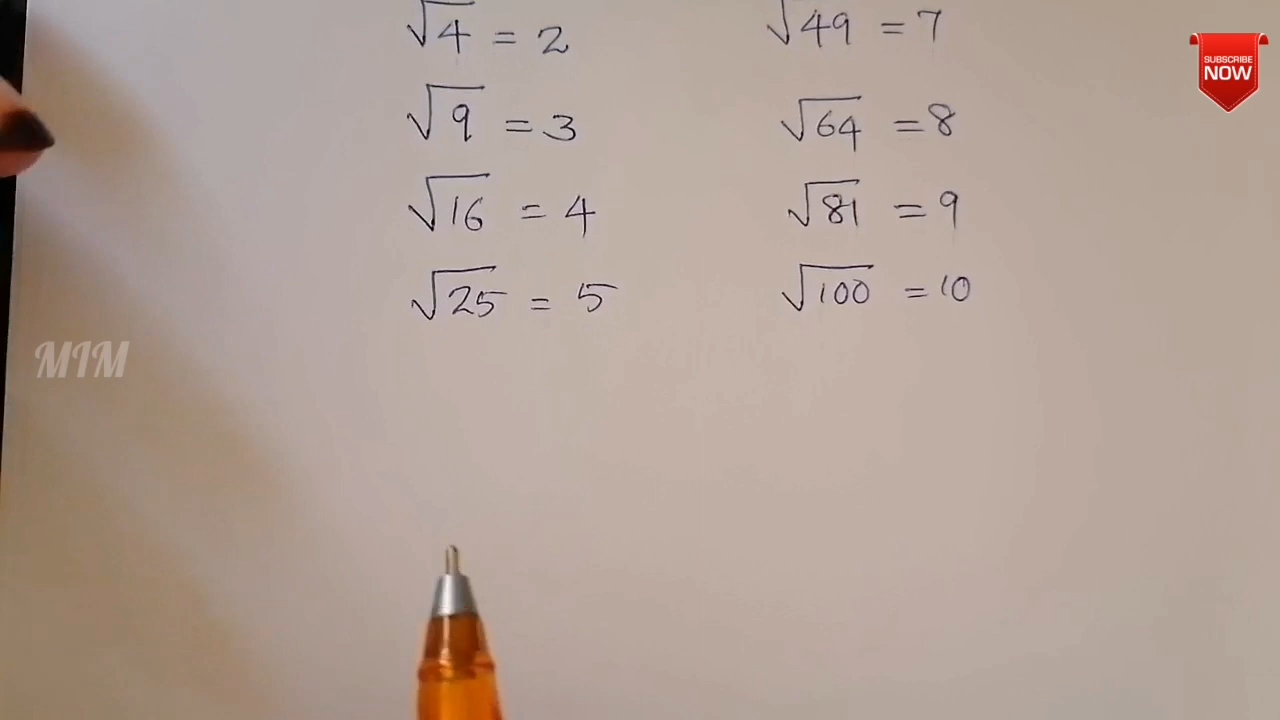 √4 = 2
√9 = 3
√16 = 4
√25 = 5
√49 = 7
√64 = 8
√81 = 9
√100 = 10
SUBSCRIBE
NOW
MIM